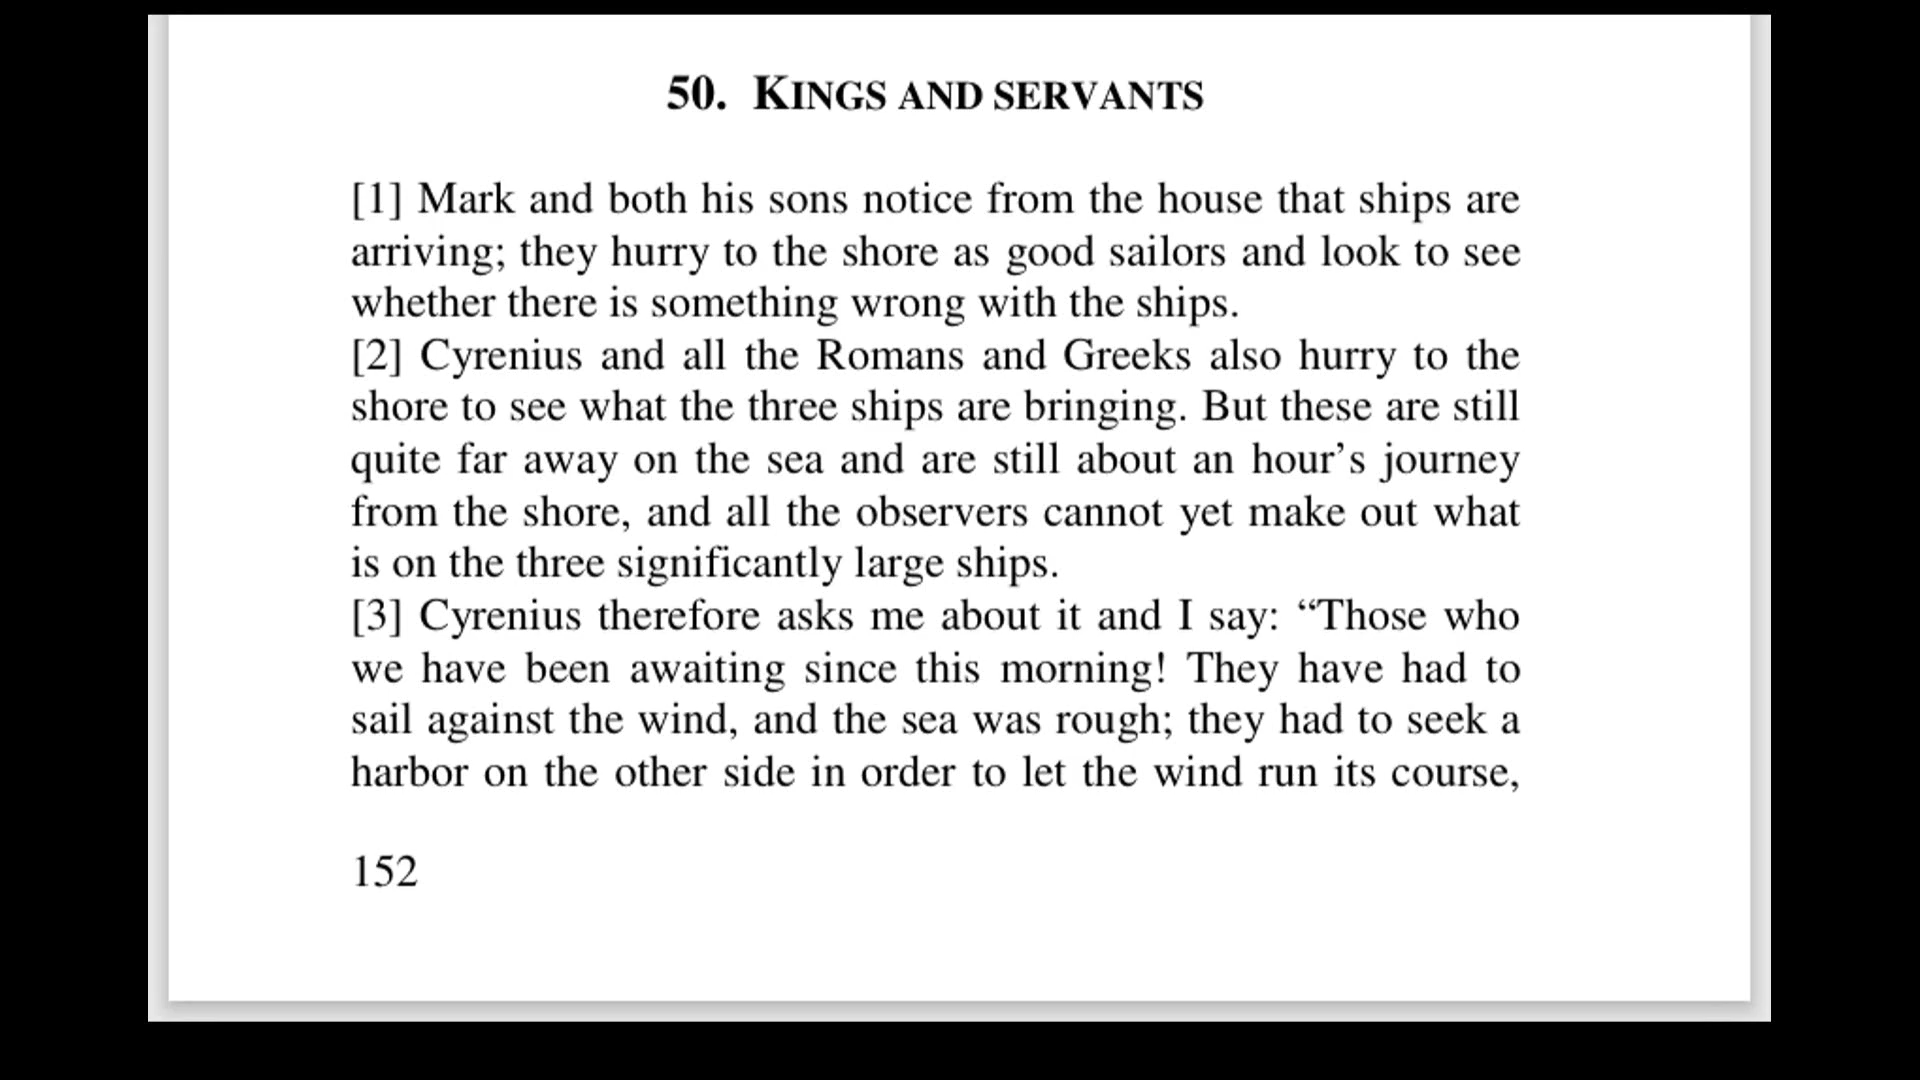 50. KINGS AND SERVANTS
[1] Mark and both his sons notice from the house that ships are
arriving; they hurry to the shore as good sailors and look to see
whether there is something wrong with the ships.
[2] Cyrenius and all the Romans and Greeks also hurry to the
shore to see what the three ships are bringing. But these are still
quite far away on the sea and are still about an hour’s journey
from the shore, and all the observers cannot yet make out what
is on the three significantly large ships.
[3] Cyrenius therefore asks me about it and I say: “Those who
we have been awaiting since this morning! They have had to
sail against the wind, and the sea was rough; they had to seek a
harbor on the other side in order to let the wind run its course,
152